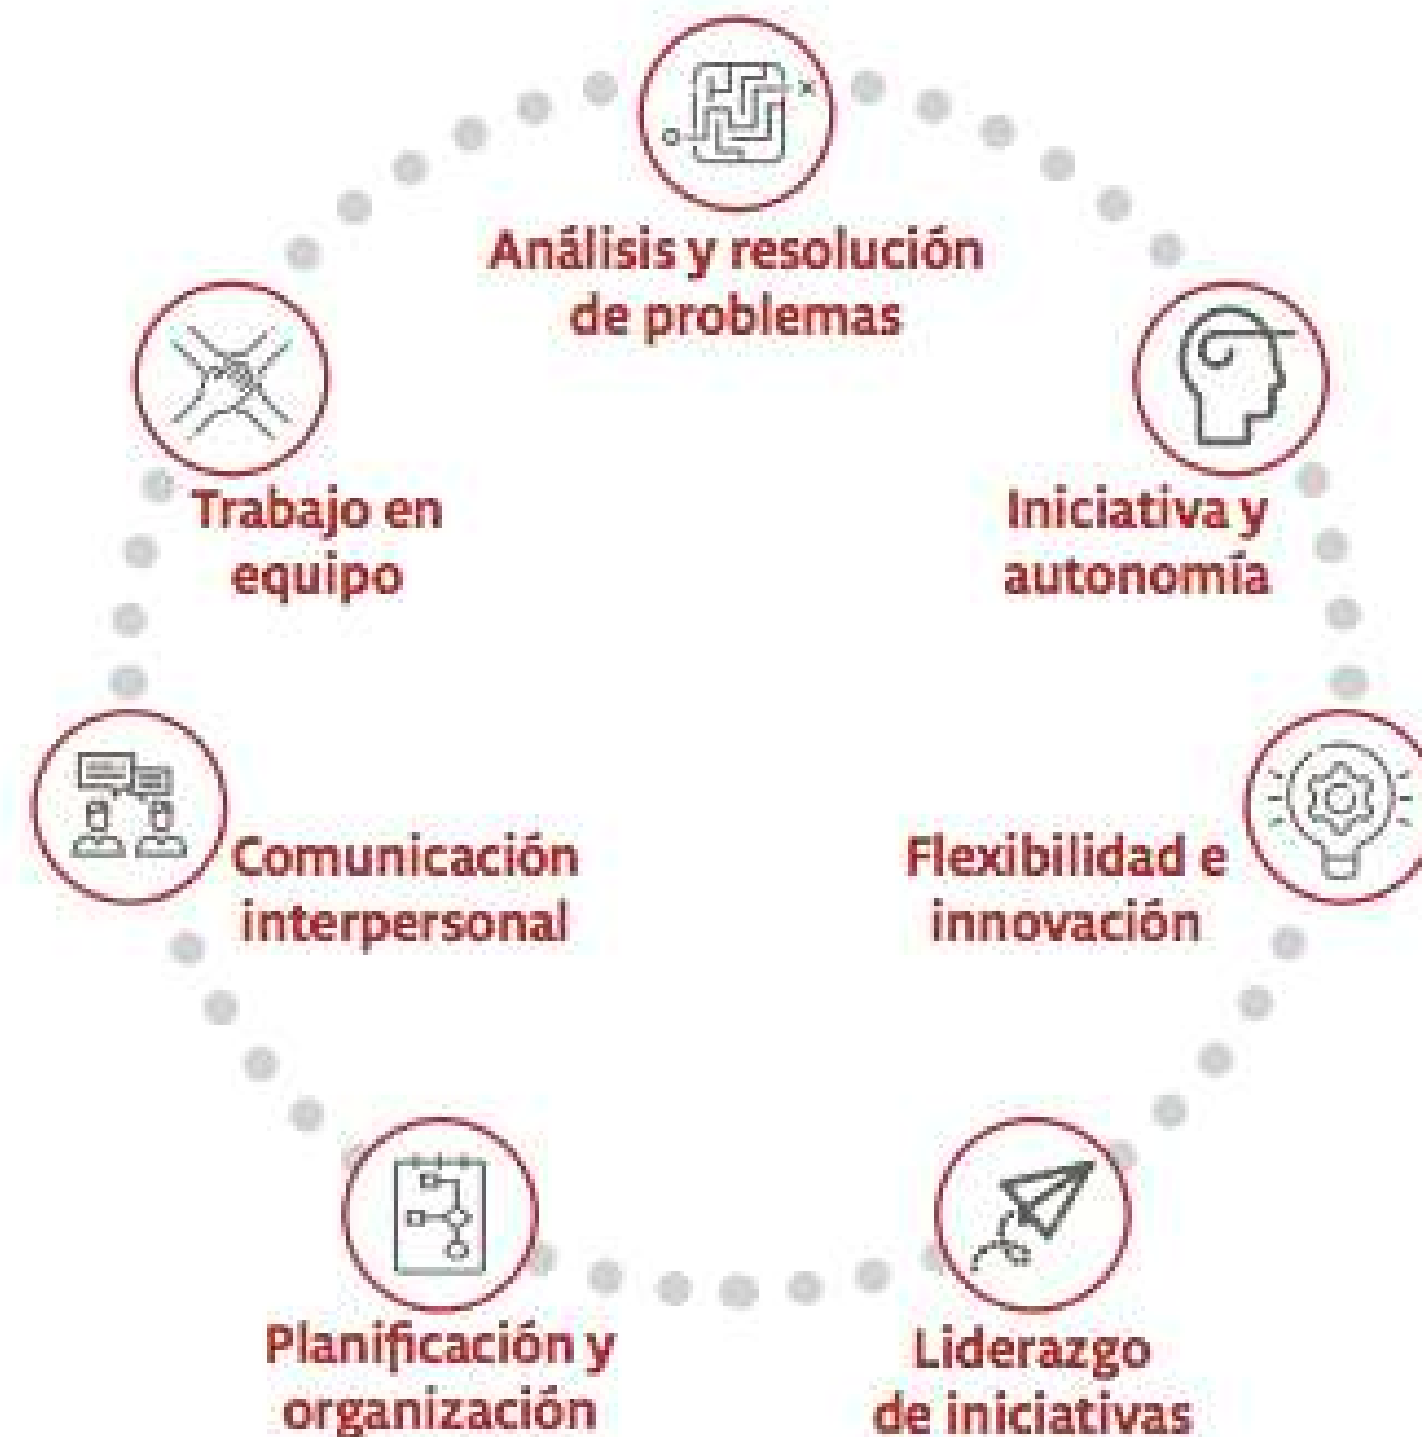 Análisis y resolución
de problemas
Trabajo en
equipo
Iniciativa y
autonomía
Comunicación
interpersonal
Flexibilidad e
innovación
Planificación y
organización
Liderazgo
de iniciativas